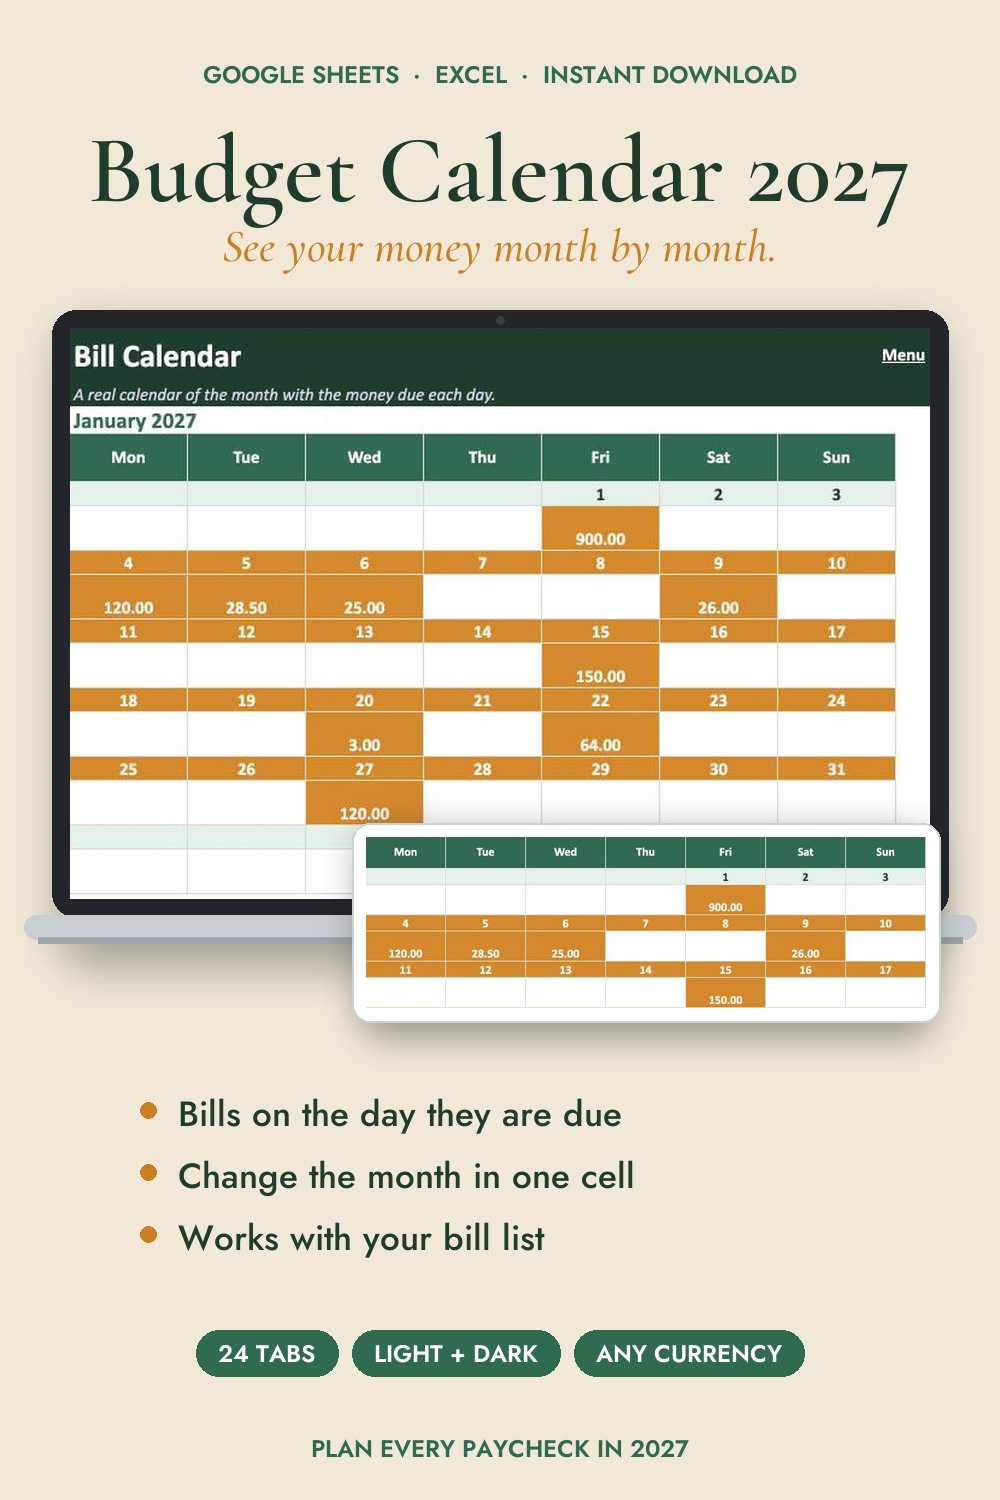 GOOGLE SHEETS · EXCEL · INSTANT DOWNLOAD
Budget Calendar 2027
See your money month by month.
Bill Calendar
Menu
A real calendar of the month with the money due each day.
January 2027
Mon Tue Wed Thu Fri Sat Sun
1 2 3
900.00
4 5 6 7 8 9 10
120.00 28.50 25.00 26.00
11 12 13 14 15 16 17
150.00
18 19 20 21 22 23 24
3.00 64.00
25 26 27 28 29 30 31
120.00
Mon Tue Wed Thu Fri Sat Sun
1 2 3
900.00
4 5 6 7 8 9 10
120.00 28.50 25.00 26.00
11 12 13 14 15 16 17
150.00
Bills on the day they are due
Change the month in one cell
Works with your bill list
24 TABS LIGHT + DARK ANY CURRENCY
PLAN EVERY PAYCHECK IN 2027